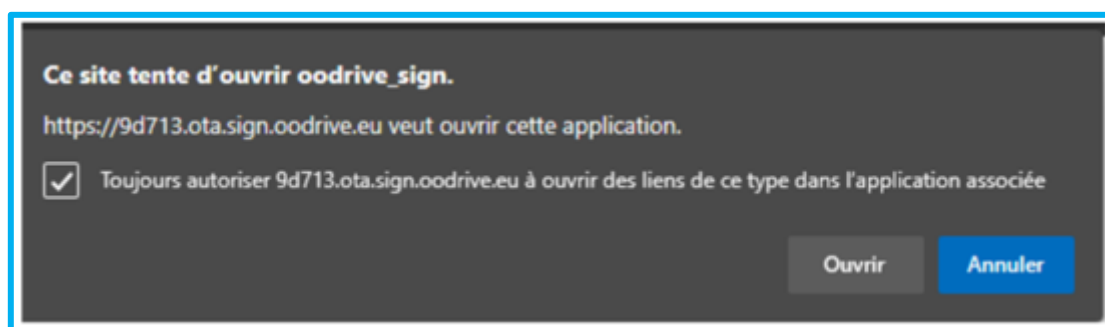 Ce site tente d'ouvrir oodrive_sign.
https://9d713.ota.sign.oodrive.eu veut ouvrir cette application.
Toujours autoriser 9d713.ota.sign.oodrive.eu à ouvrir des liens de ce type dans l'application associée
Ouvrir Annuler